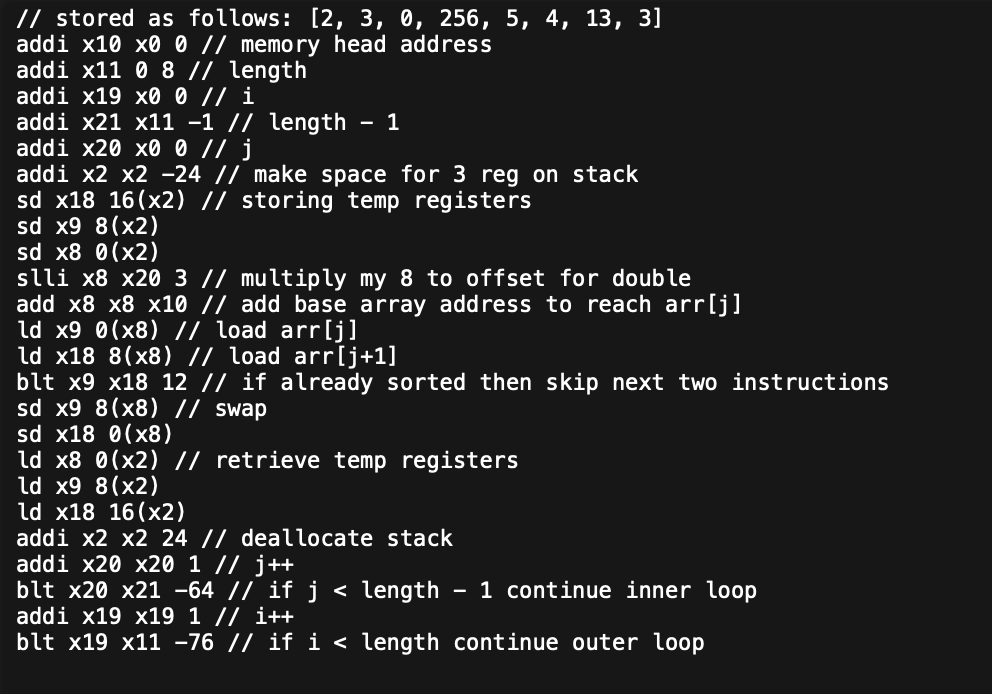 // stored as follows: [2, 3, 0, 256, 5, 4, 13, 3]
addi x10 x0 0 // memory head address
addi x11 0 8 // length
addi x19 x0 0 // i
addi x21 x11 -1 // length - 1
addi x20 x0 0 // j
addi x2 x2 -24 // make space for 3 reg on stack
sd x18 16(x2) // storing temp registers
sd x9 8(x2)
sd x8 0(x2)
slli x8 x20 3 // multiply my 8 to offset for double
add x8 x8 x10 // add base array address to reach arr[j]
ld x9 0(x8) // load arr[j]
ld x18 8(x8) // load arr[j+1]
blt x9 x18 12 // if already sorted then skip next two instructions
sd x9 8(x8) // swap
sd x18 0(x8)
ld x8 0(x2) // retrieve temp registers
ld x9 8(x2)
ld x18 16(x2)
addi x2 x2 24 // deallocate stack
addi x20 x20 1 // j++
blt x20 x21 -64 // if j < length - 1 continue inner loop
addi x19 x19 1 // i++
blt x19 x11 -76 // if i < length continue outer loop